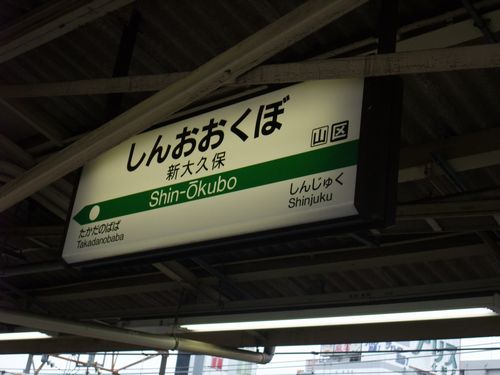 しんおおくぼ
山区
新大久保
Shin-Ōkubo
たかだのばば
Takadanobaba
しんじゅく
Shinjuku